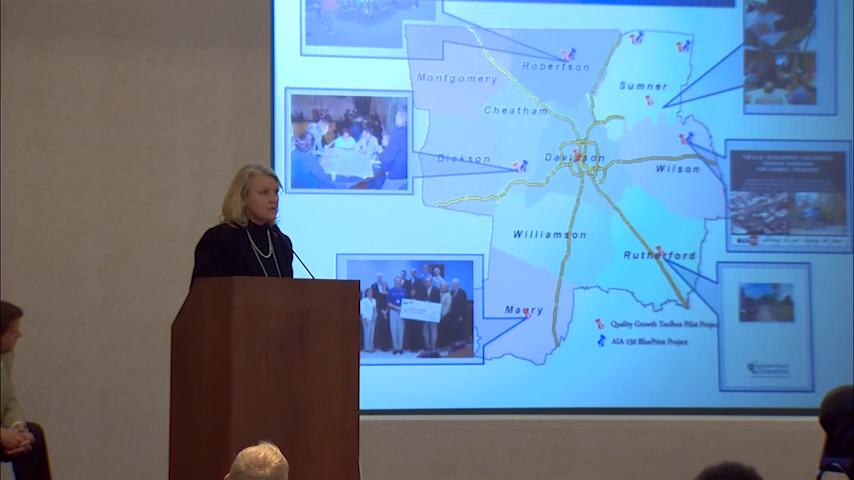 Robertson
Montgomery
Sumner
Cheatham
Davidson
Dickson
Wilson
Williamson
Rutherford
Maury
Quality Growth Toolbox Pilot Project
AIA 150 BluePrint Project